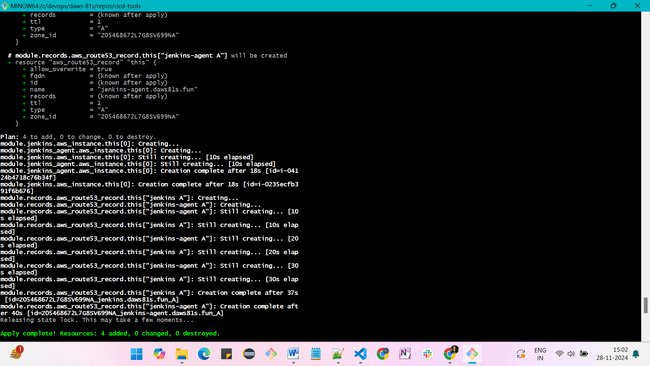 MINGW64:/c/devops/daws-81s/repos/cicd-tools
+ records = (known after apply)
+ ttl = 1
+ type = "A"
+ zone_id = "205468672L7G8SV699NA"
}
# module.records.aws_route53_record.this["jenkins-agent A"] will be created
+ resource "aws_route53_record" "this" {
+ allow_overwrite = true
+ fqdn = (known after apply)
+ id = (known after apply)
+ name = "jenkins-agent.daws81s.fun"
+ records = (known after apply)
+ ttl = 1
+ type = "A"
+ zone_id = "205468672L7G8SV699NA"
}
Plan: 4 to add, 0 to change, 0 to destroy.
module.jenkins.aws_instance.this[0]: Creating...
module.jenkins_agent.aws_instance.this[0]: Creating...
module.jenkins.aws_instance.this[0]: Still creating... [10s elapsed]
module.jenkins_agent.aws_instance.this[0]: Still creating... [10s elapsed]
module.jenkins_agent.aws_instance.this[0]: Creation complete after 18s [id=i-041
24b4718c76b34f]
module.jenkins.aws_instance.this[0]: Creation complete after 18s [id=i-0235ecfb3
91f6b676]
module.records.aws_route53_record.this["jenkins A"]: Creating...
module.records.aws_route53_record.this["jenkins-agent A"]: Creating...
module.records.aws_route53_record.this["jenkins-agent A"]: Still creating... [10
s elapsed]
module.records.aws_route53_record.this["jenkins A"]: Still creating... [10s elap
sed]
module.records.aws_route53_record.this["jenkins-agent A"]: Still creating... [20
s elapsed]
module.records.aws_route53_record.this["jenkins A"]: Still creating... [20s elap
sed]
module.records.aws_route53_record.this["jenkins-agent A"]: Still creating... [30
s elapsed]
module.records.aws_route53_record.this["jenkins A"]: Still creating... [30s elap
sed]
module.records.aws_route53_record.this["jenkins A"]: Creation complete after 37s
[id=205468672L7G8SV699NA_jenkins.daws81s.fun_A]
module.records.aws_route53_record.this["jenkins-agent A"]: Creation complete aft
er 40s [id=205468672L7G8SV699NA_jenkins-agent.daws81s.fun_A]
Releasing state lock. This may take a few moments...
Apply complete! Resources: 4 added, 0 changed, 0 destroyed.
ENG
IN
15:02
28-11-2024